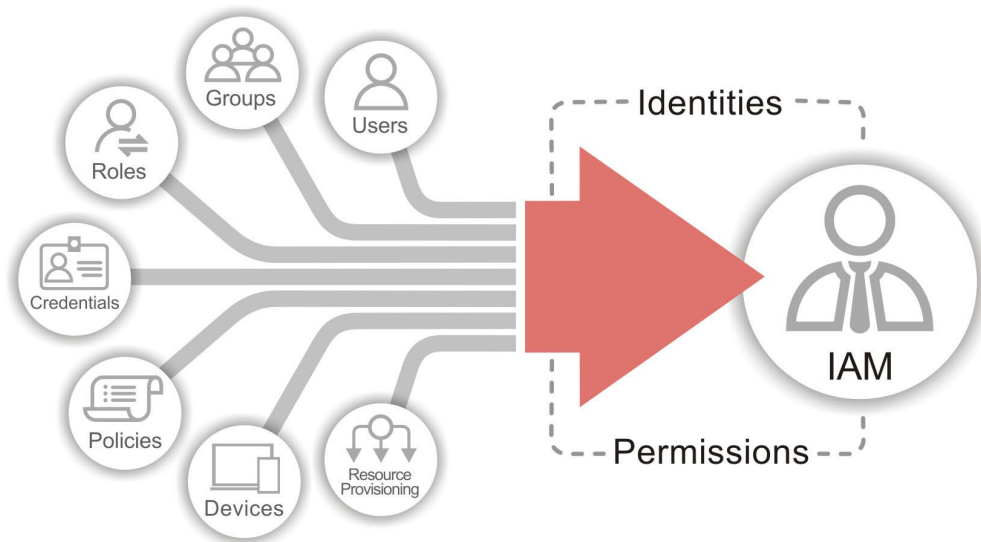 Groups
Users
Roles
Credentials
Policies
Devices
Resource
Provisioning
Identities
IAM
Permissions